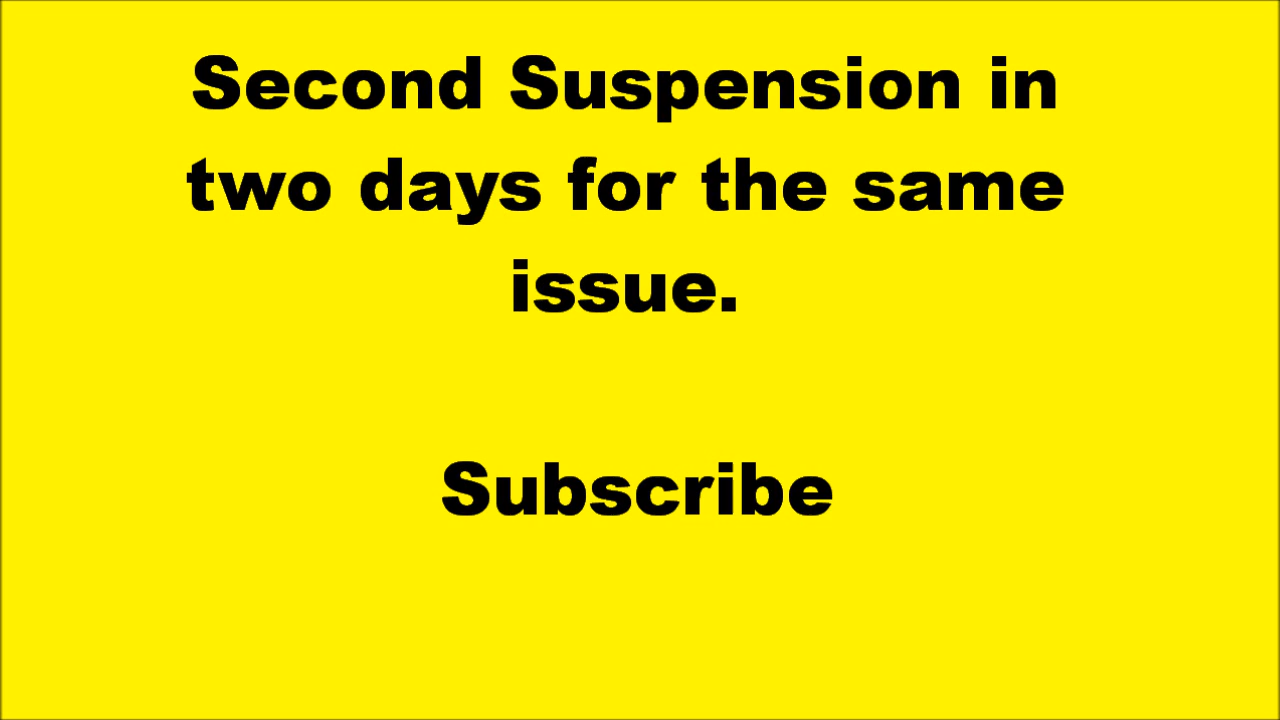 Second Suspension in
two days for the same
issue.
Subscribe